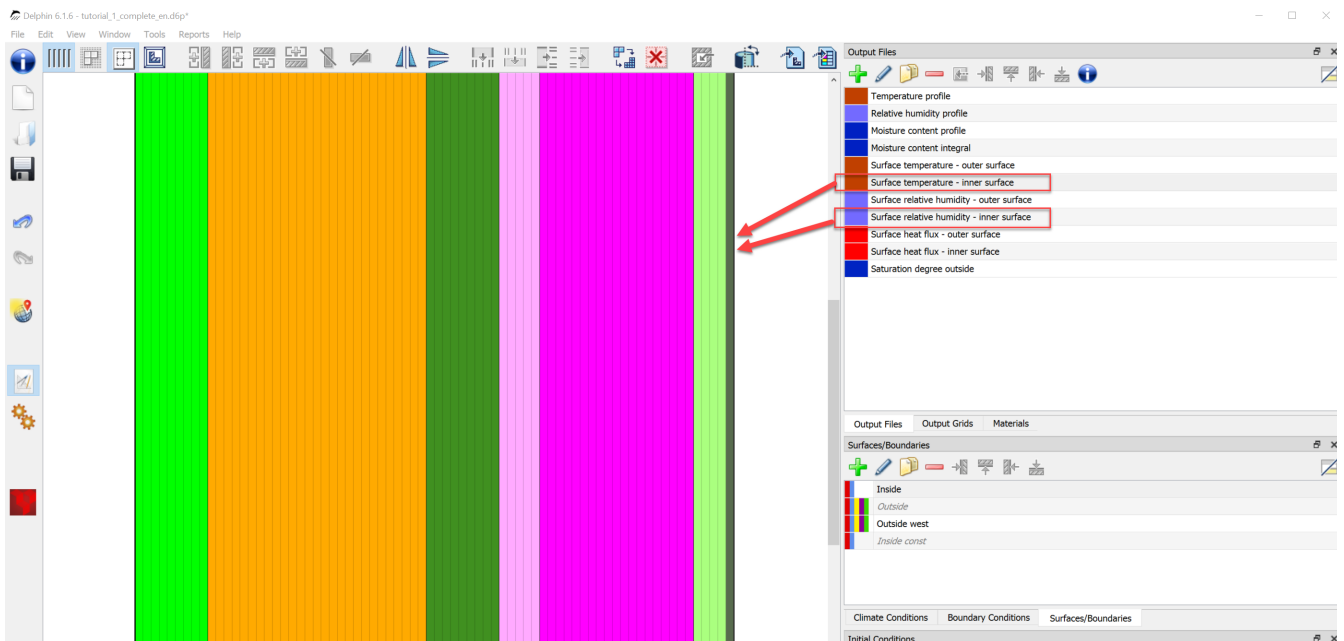 Delphin 6.1.6 - tutorial_1_complete_en.d6p*
File Edit View Window Tools Reports Help
Output Files
Temperature profile
Relative humidity profile
Moisture content profile
Moisture content integral
Surface temperature - outer surface
Surface temperature - inner surface
Surface relative humidity - outer surface
Surface relative humidity - inner surface
Surface heat flux - outer surface
Surface heat flux - inner surface
Saturation degree outside
Output Files Output Grids Materials
Surfaces/Boundaries
Inside
Outside
Outside west
Inside const
Climate Conditions Boundary Conditions Surfaces/Boundaries
Initial Conditions